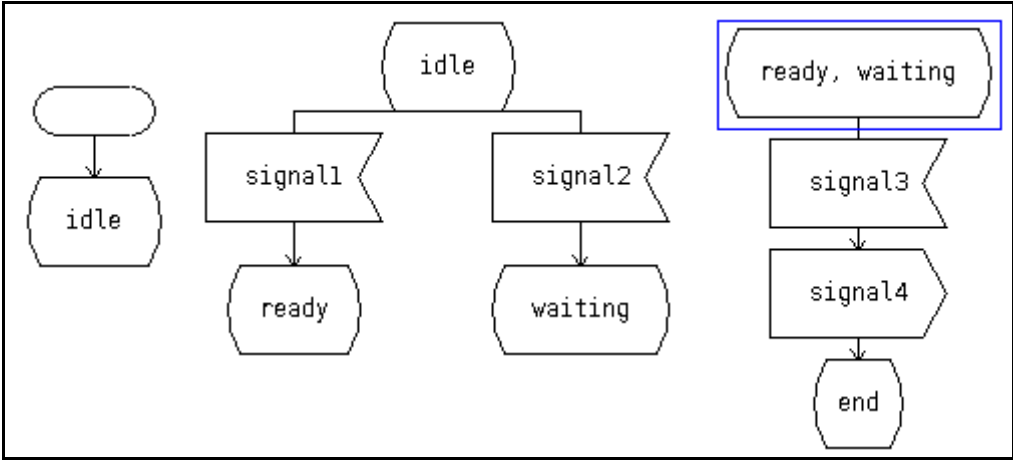 idle
idle
signal1
ready
signal2
waiting
ready, waiting
signal3
signal4
end